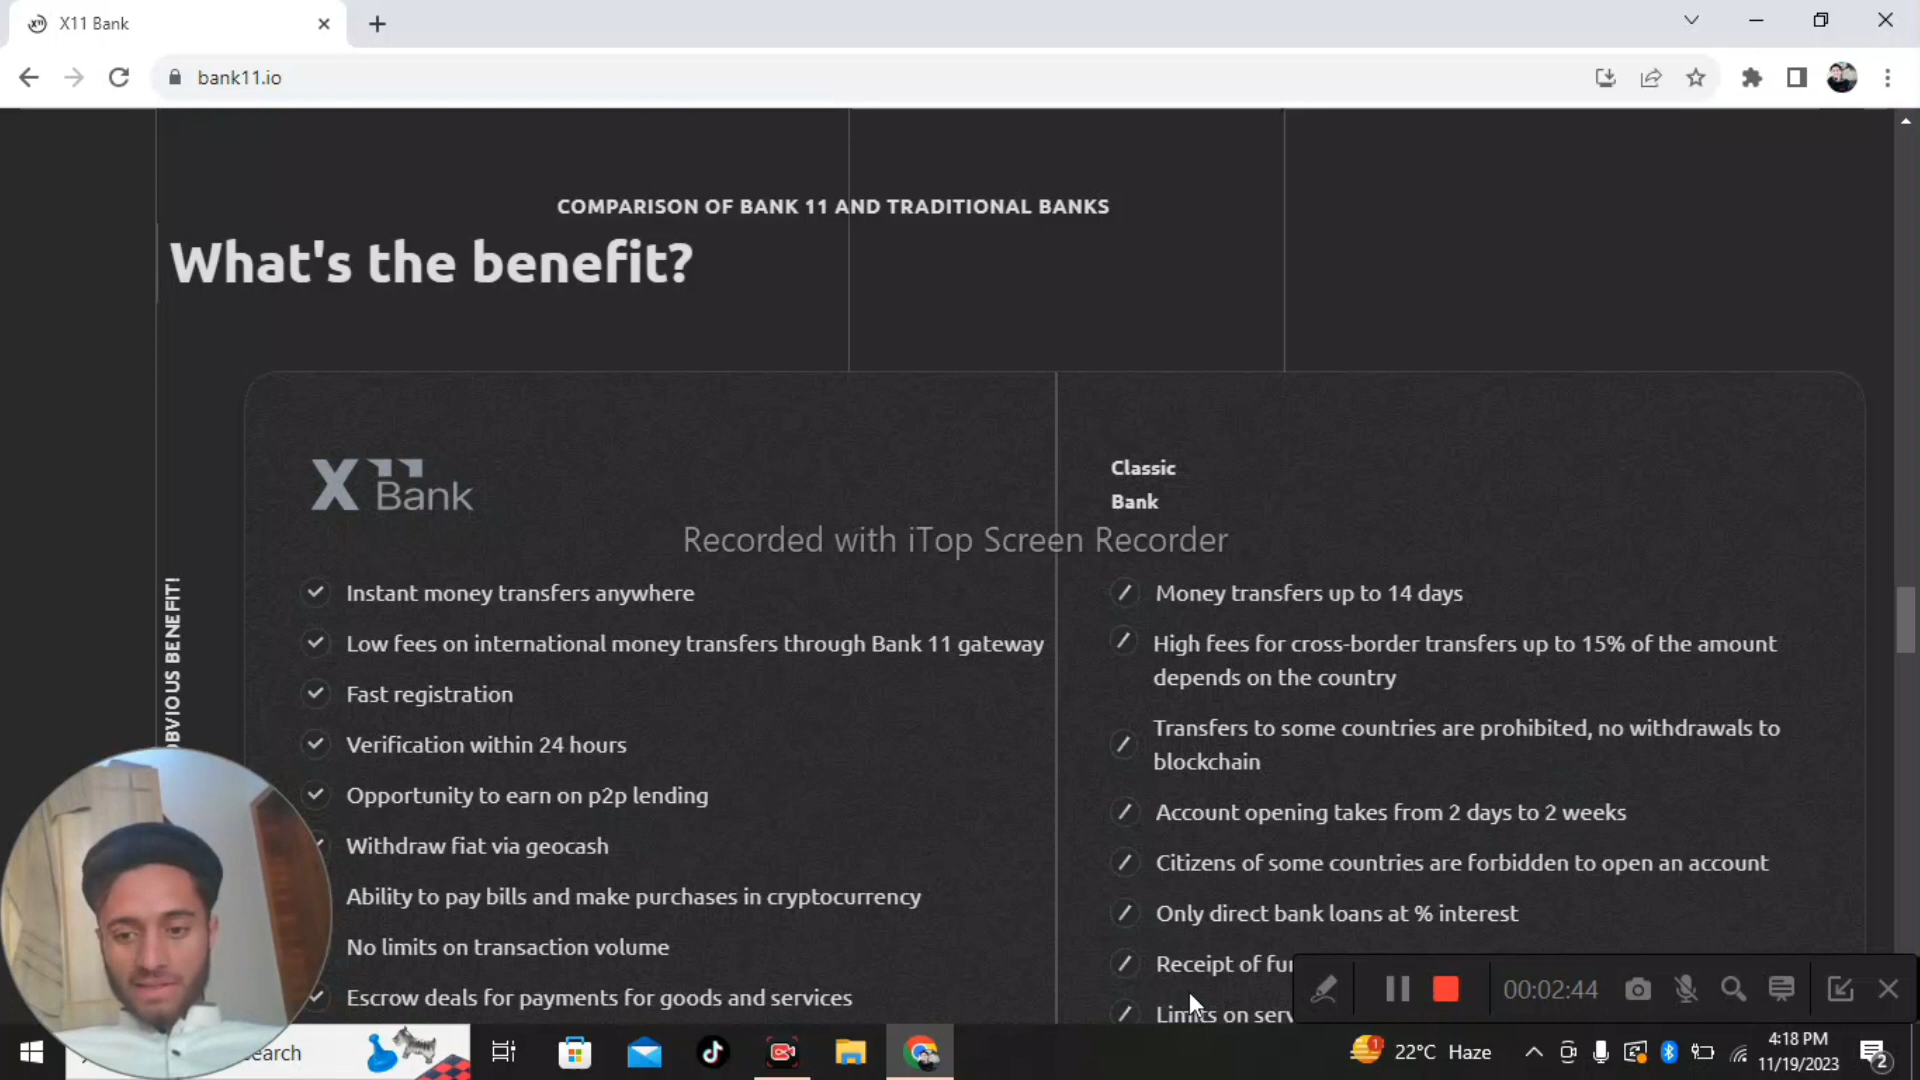 X11 Bank
bank11.io
COMPARISON OF BANK 11 AND TRADITIONAL BANKS
What's the benefit?
X11 Bank
Classic
Bank
Recorded with iTop Screen Recorder
OBVIOUS BENEFIT!
Instant money transfers anywhere
Low fees on international money transfers through Bank 11 gateway
Fast registration
Verification within 24 hours
Opportunity to earn on p2p lending
Withdraw fiat via geocash
Ability to pay bills and make purchases in cryptocurrency
No limits on transaction volume
Escrow deals for payments for goods and services
Money transfers up to 14 days
High fees for cross-border transfers up to 15% of the amount
depends on the country
Transfers to some countries are prohibited, no withdrawals to
blockchain
Account opening takes from 2 days to 2 weeks
Citizens of some countries are forbidden to open an account
Only direct bank loans at % interest
Receipt of
Limits on
00:02:44
earch
22°C Haze
4:18 PM
11/19/2023
2